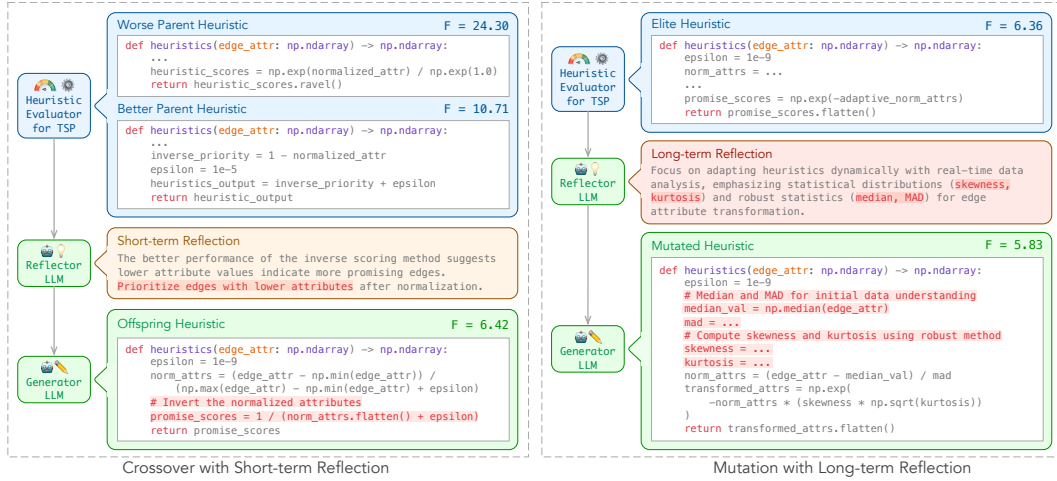 Worse Parent Heuristic F = 24.30
def heuristics(edge_attr: np.ndarray) -> np.ndarray:
...
heuristic_scores = np.exp(normalized_attr) / np.exp(1.0)
return heuristic_scores.ravel()
Heuristic
Evaluator
for TSP
Better Parent Heuristic F = 10.71
def heuristics(edge_attr: np.ndarray) -> np.ndarray:
...
inverse_priority = 1 - normalized_attr
epsilon = 1e-5
heuristics_output = inverse_priority + epsilon
return heuristic_output
Reflector
LLM
Short-term Reflection
The better performance of the inverse scoring method suggests
lower attribute values indicate more promising edges.
Prioritize edges with lower attributes after normalization.
Generator
LLM
Offspring Heuristic F = 6.42
def heuristics(edge_attr: np.ndarray) -> np.ndarray:
epsilon = 1e-9
norm_attrs = (edge_attr - np.min(edge_attr)) /
(np.max(edge_attr) - np.min(edge_attr) + epsilon)
# Invert the normalized attributes
promise_scores = 1 / (norm_attrs.flatten() + epsilon)
return promise_scores
Crossover with Short-term Reflection
Heuristic
Evaluator
for TSP
Elite Heuristic F = 6.36
def heuristics(edge_attr: np.ndarray) -> np.ndarray:
epsilon = 1e-9
norm_attrs = ...
...
promise_scores = np.exp(-adaptive_norm_attrs)
return promise_scores.flatten()
Reflector
LLM
Long-term Reflection
Focus on adapting heuristics dynamically with real-time data
analysis, emphasizing statistical distributions (skewness,
kurtosis) and robust statistics (median, MAD) for edge
attribute transformation.
Generator
LLM
Mutated Heuristic F = 5.83
def heuristics(edge_attr: np.ndarray) -> np.ndarray:
epsilon = 1e-9
# Median and MAD for initial data understanding
median_val = np.median(edge_attr)
mad = ...
# Compute skewness and kurtosis using robust method
skewness = ...
kurtosis = ...
norm_attrs = (edge_attr - median_val) / mad
transformed_attrs = np.exp(
-norm_attrs * (skewness * np.sqrt(kurtosis))
)
return transformed_attrs.flatten()
Mutation with Long-term Reflection